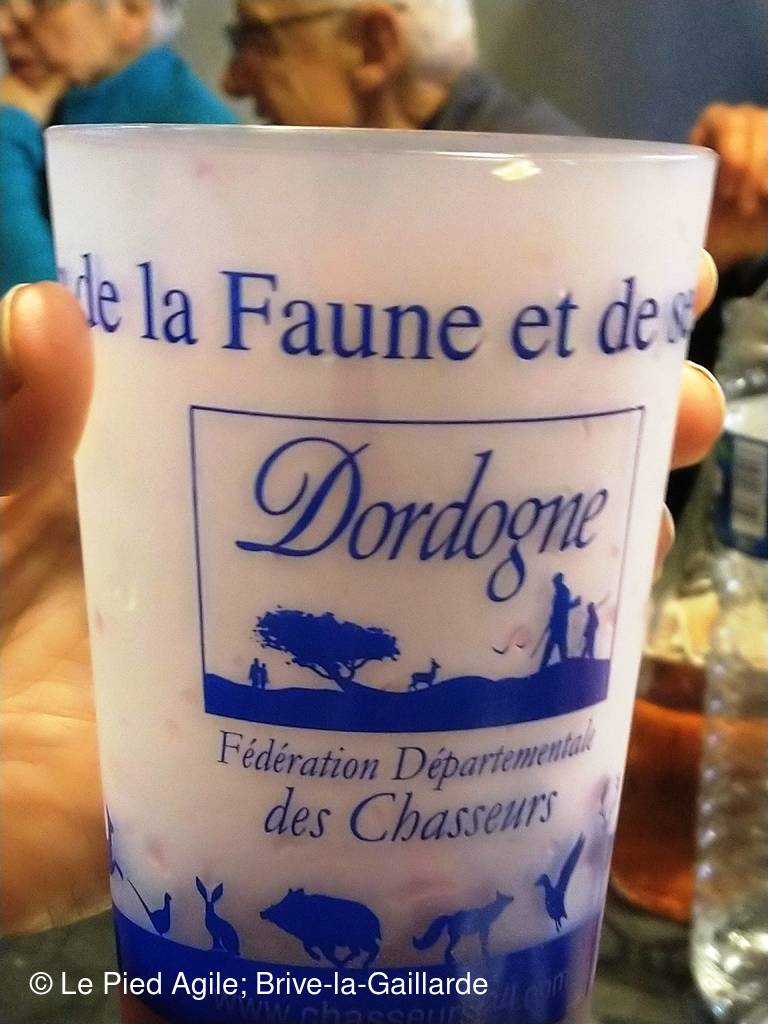 de la Faune et de
Dordogne
Fédération Départementale
des Chasseurs
© Le Pied Agile; Brive-la-Gaillarde